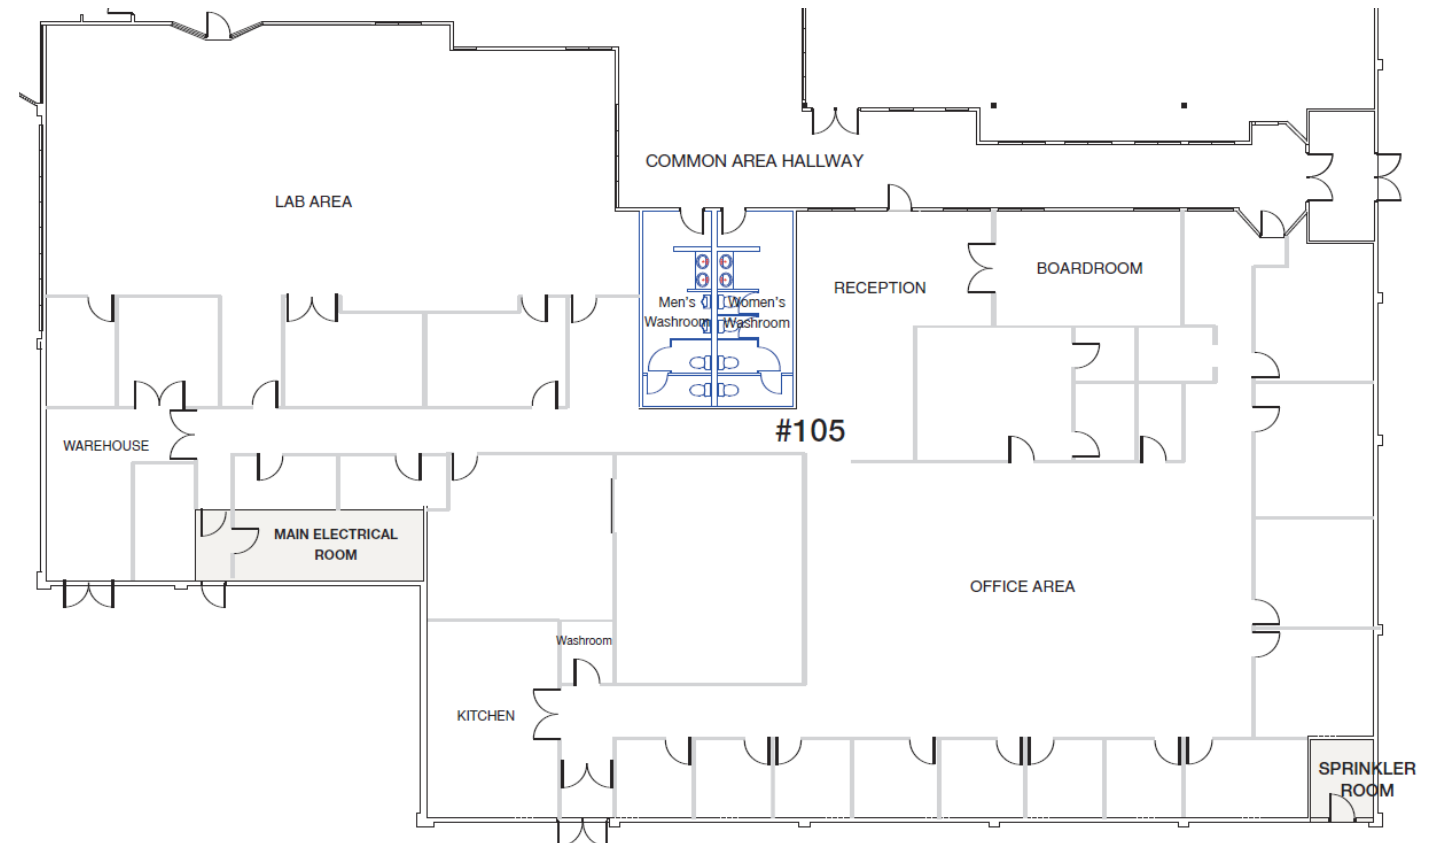 COMMON AREA HALLWAY
LAB AREA
BOARDROOM
RECEPTION
Men's
Washroom
Women's
Washroom
#105
WAREHOUSE
MAIN ELECTRICAL
ROOM
OFFICE AREA
Washroom
KITCHEN
SPRINKLER
ROOM